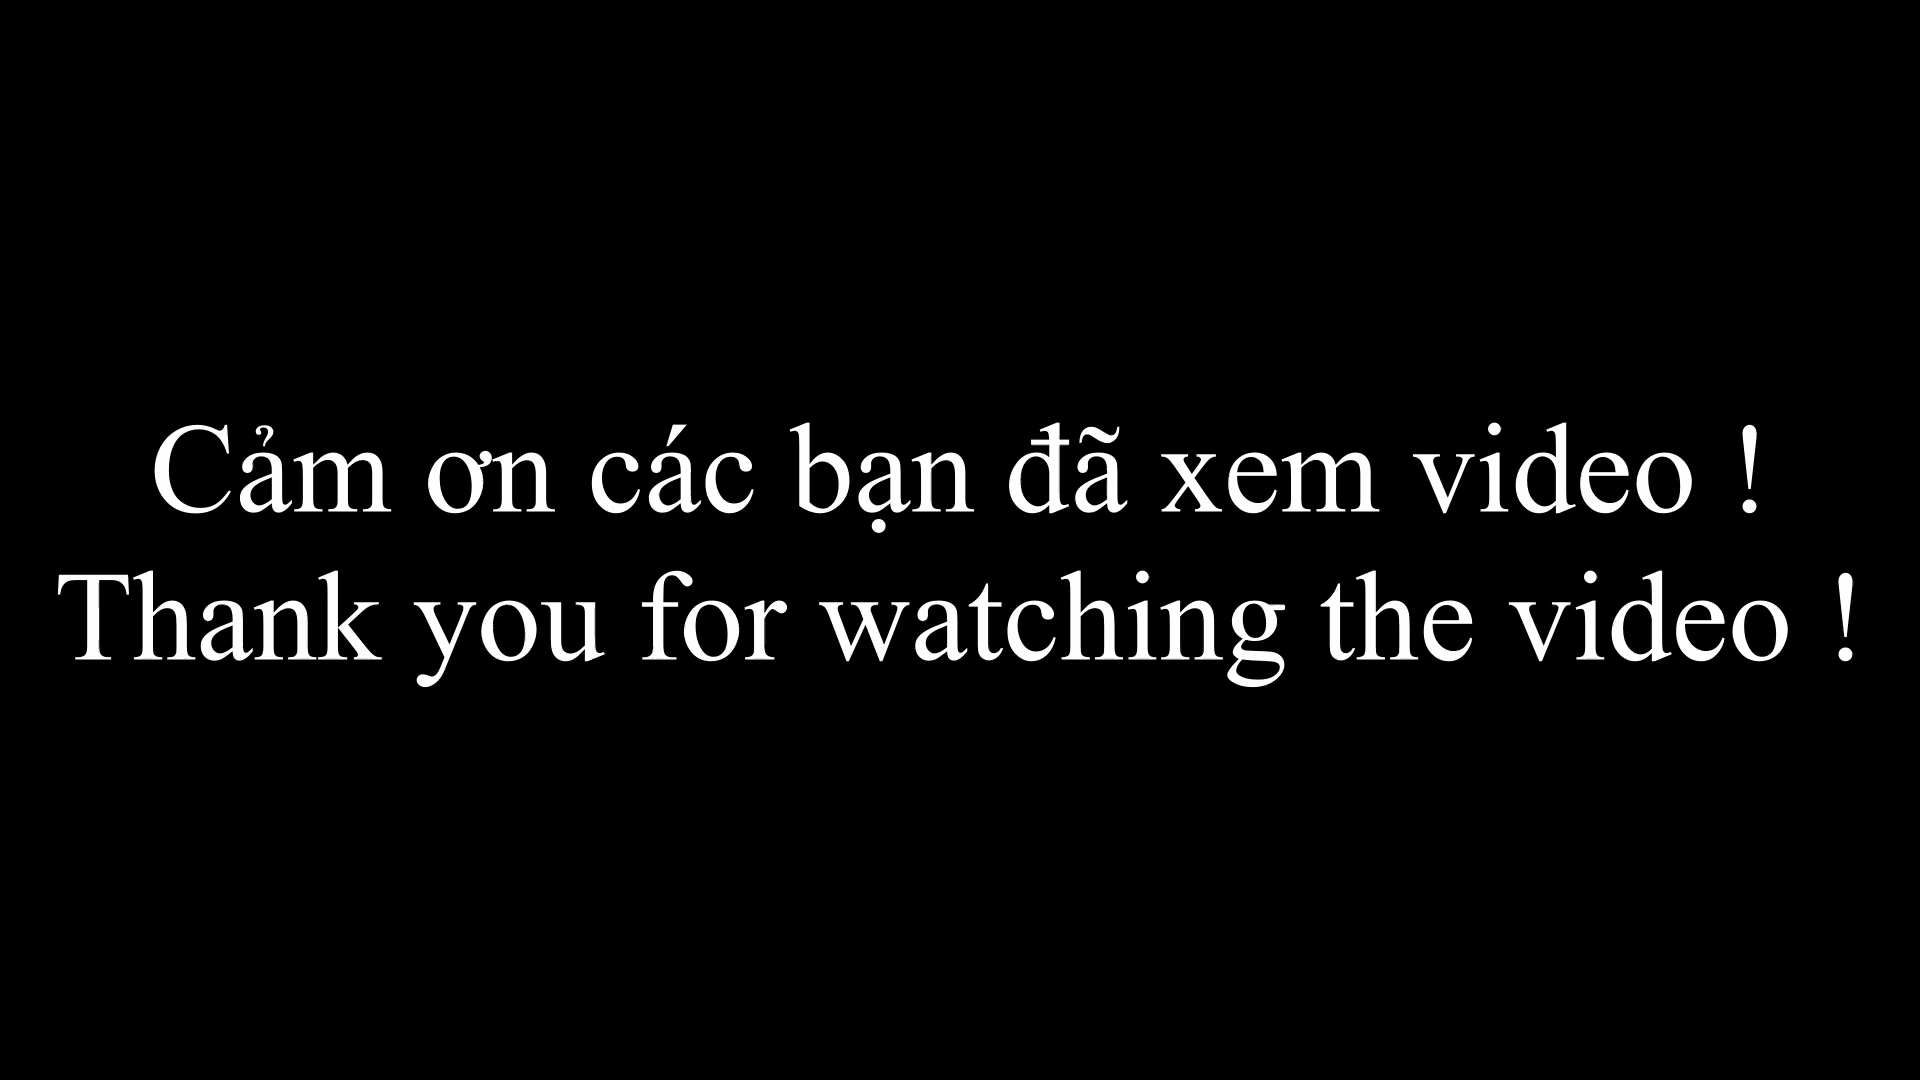 Cảm ơn các bạn đã xem video !
Thank you for watching the video !